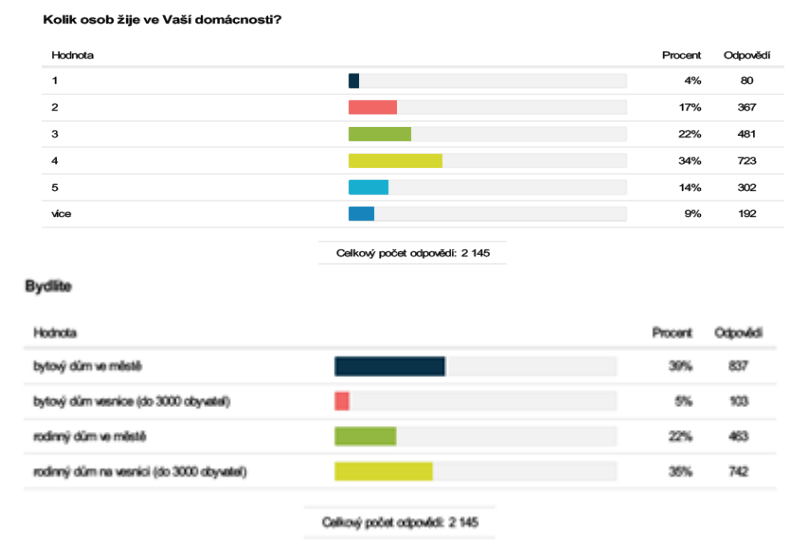 Kolik osob žije ve Vaší domácnosti?
Hodnota Procent Odpovědí
1 4% 80
2 17% 367
3 22% 481
4 34% 723
5 14% 302
více 9% 192
Celkový počet odpovědí: 2 145
Bydlíte
Hodnota Procent Odpovědí
bytový dům ve městě 39% 837
bytový dům vesnice (do 3000 obyvatel) 5% 103
rodinný dům ve městě 22% 463
rodinný dům na vesnici (do 3000 obyvatel) 35% 742
Celkový počet odpovědí: 2 145